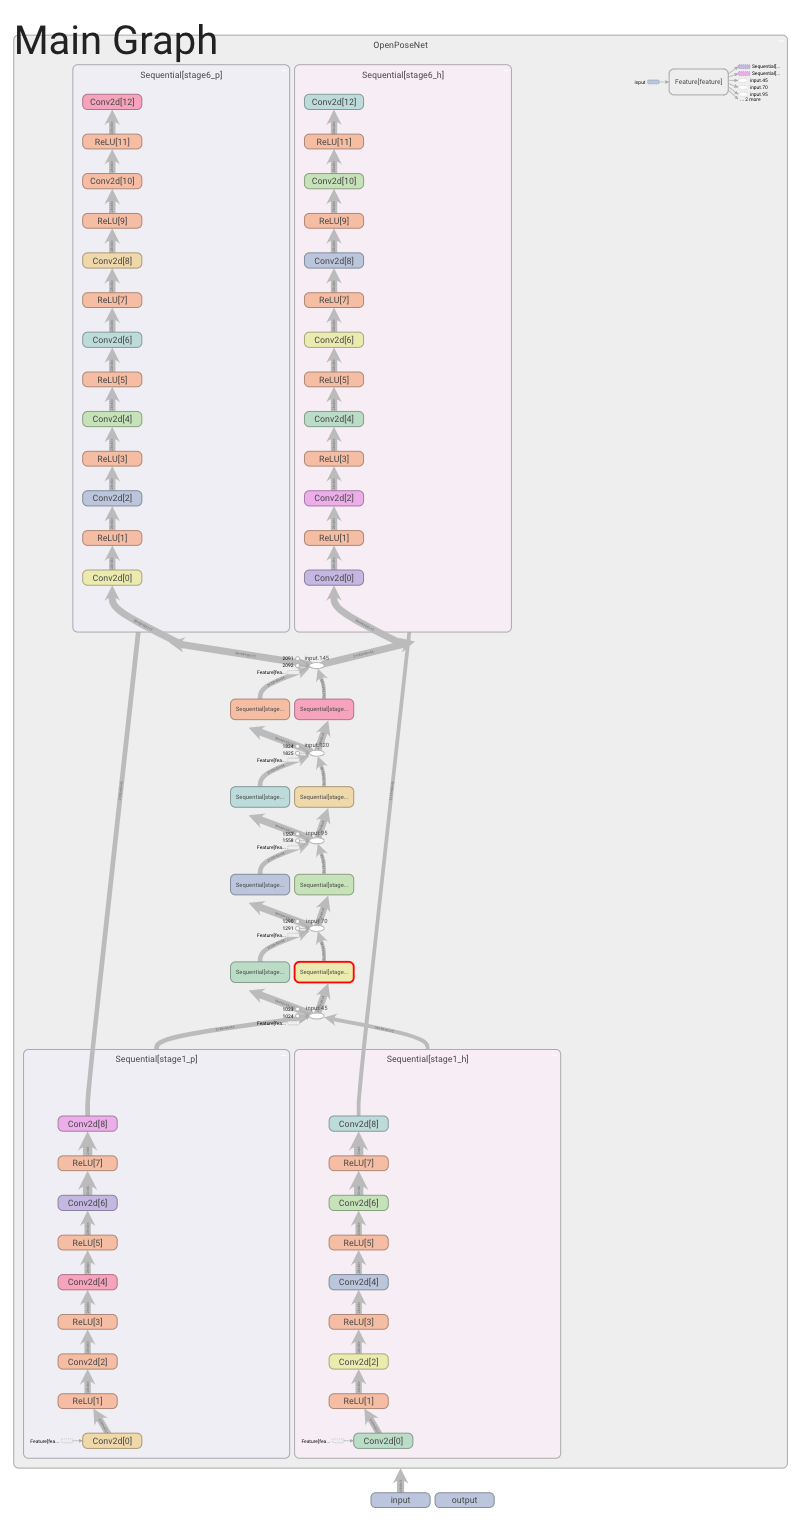 Main Graph
OpenPoseNet
Sequential[stage6_p]
Conv2d[12]
ReLU[11]
Conv2d[10]
ReLU[9]
Conv2d[8]
ReLU[7]
Conv2d[6]
ReLU[5]
Conv2d[4]
ReLU[3]
Conv2d[2]
ReLU[1]
Conv2d[0]
Sequential[stage6_h]
Conv2d[12]
ReLU[11]
Conv2d[10]
ReLU[9]
Conv2d[8]
ReLU[7]
Conv2d[6]
ReLU[5]
Conv2d[4]
ReLU[3]
Conv2d[2]
ReLU[1]
Conv2d[0]
input
Feature[feature]
Sequential[...
Sequential[...
input.45
input.70
input.95
... 2 more
input.145
2091
2092
Feature[fea...
Sequential[stage...
Sequential[stage...
input.120
1824
1825
Feature[fea...
Sequential[stage...
Sequential[stage...
input.95
1557
1558
Feature[fea...
Sequential[stage...
Sequential[stage...
input.70
1290
1291
Feature[fea...
Sequential[stage...
Sequential[stage...
input.45
1023
1024
Feature[fea...
Sequential[stage1_p]
Conv2d[8]
ReLU[7]
Conv2d[6]
ReLU[5]
Conv2d[4]
ReLU[3]
Conv2d[2]
ReLU[1]
Feature[fea...
Conv2d[0]
Sequential[stage1_h]
Conv2d[8]
ReLU[7]
Conv2d[6]
ReLU[5]
Conv2d[4]
ReLU[3]
Conv2d[2]
ReLU[1]
Feature[fea...
Conv2d[0]
input
output